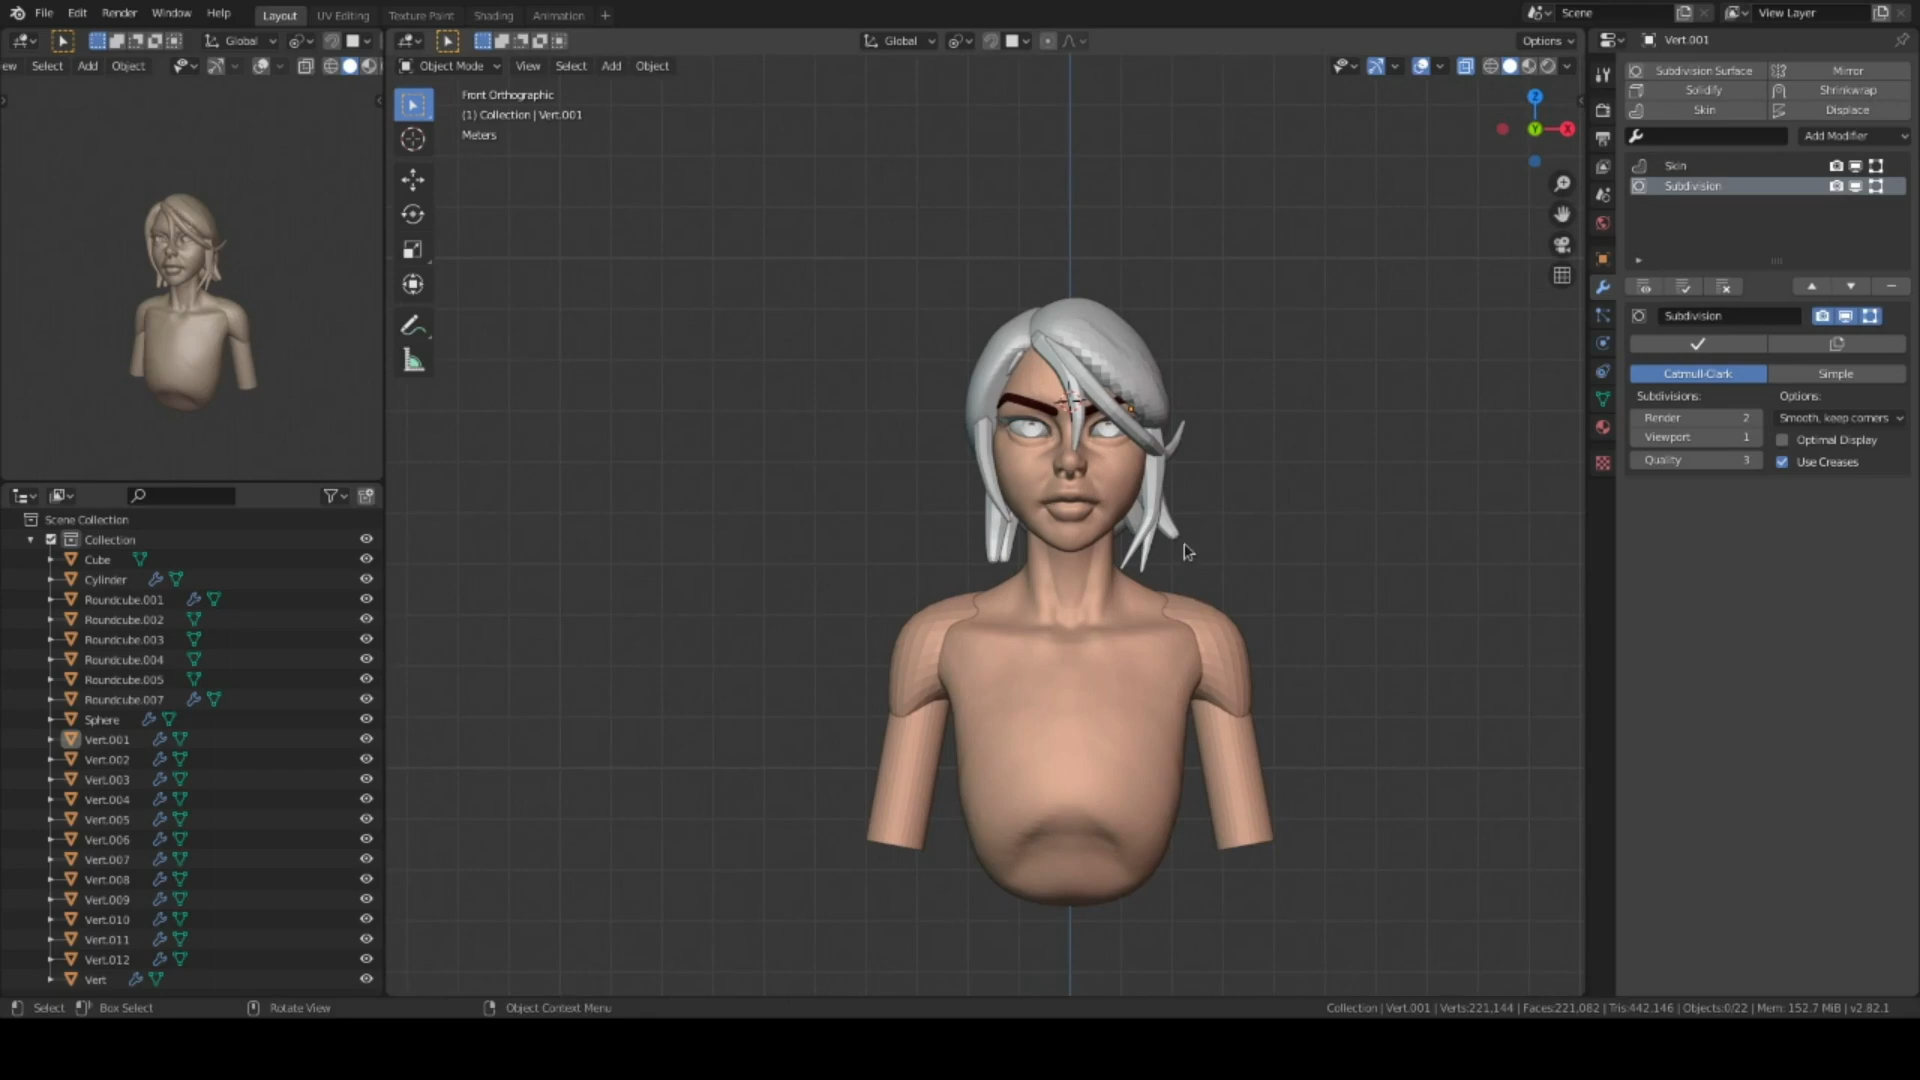 File Edit Render Window Help Layout UV Editing Texture Paint Shading Animation + Scene View Layer
Global Global Options Vert.001
ew Select Add Object Object Mode View Select Add Object
Subdivision Surface Mirror
Solidify Shrinkwrap
Skin Displace
Add Modifier
Skin
Subdivision
Front Orthographic
(1) Collection | Vert.001
Meters
Z
Y
X
Subdivision
Catmull-Clark Simple
Subdivisions: Options:
Render 2 Smooth, keep corners
Viewport 1 Optimal Display
Quality 3 Use Creases
Scene Collection
Collection
Cube
Cylinder
Roundcube.001
Roundcube.002
Roundcube.003
Roundcube.004
Roundcube.005
Roundcube.007
Sphere
Vert.001
Vert.002
Vert.003
Vert.004
Vert.005
Vert.006
Vert.007
Vert.008
Vert.009
Vert.010
Vert.011
Vert.012
Vert
Select Box Select Rotate View Object Context Menu Collection | Vert.001 | Verts:221,144 | Faces:221,082 | Tris:442,146 | Objects:0/22 | Mem: 152.7 MiB | v2.82.1